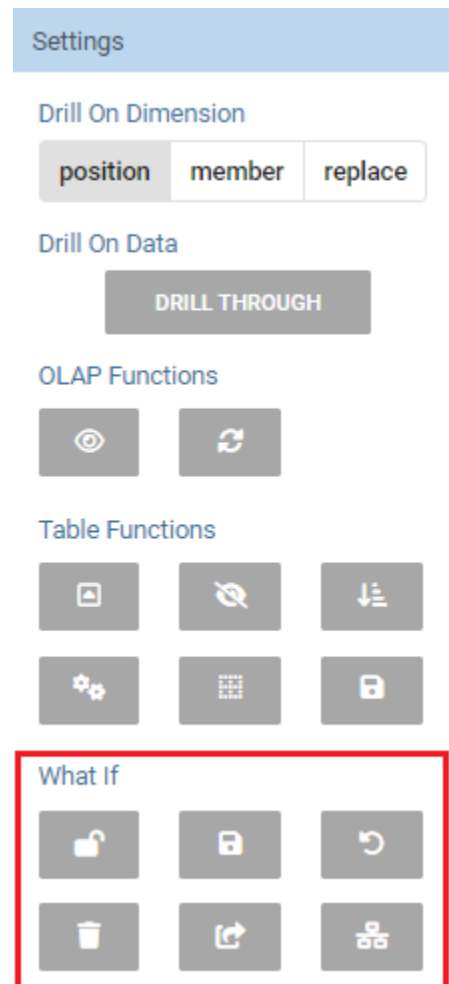 Settings
Drill On Dimension
position member replace
Drill On Data
DRILL THROUGH
OLAP Functions
Table Functions
What If